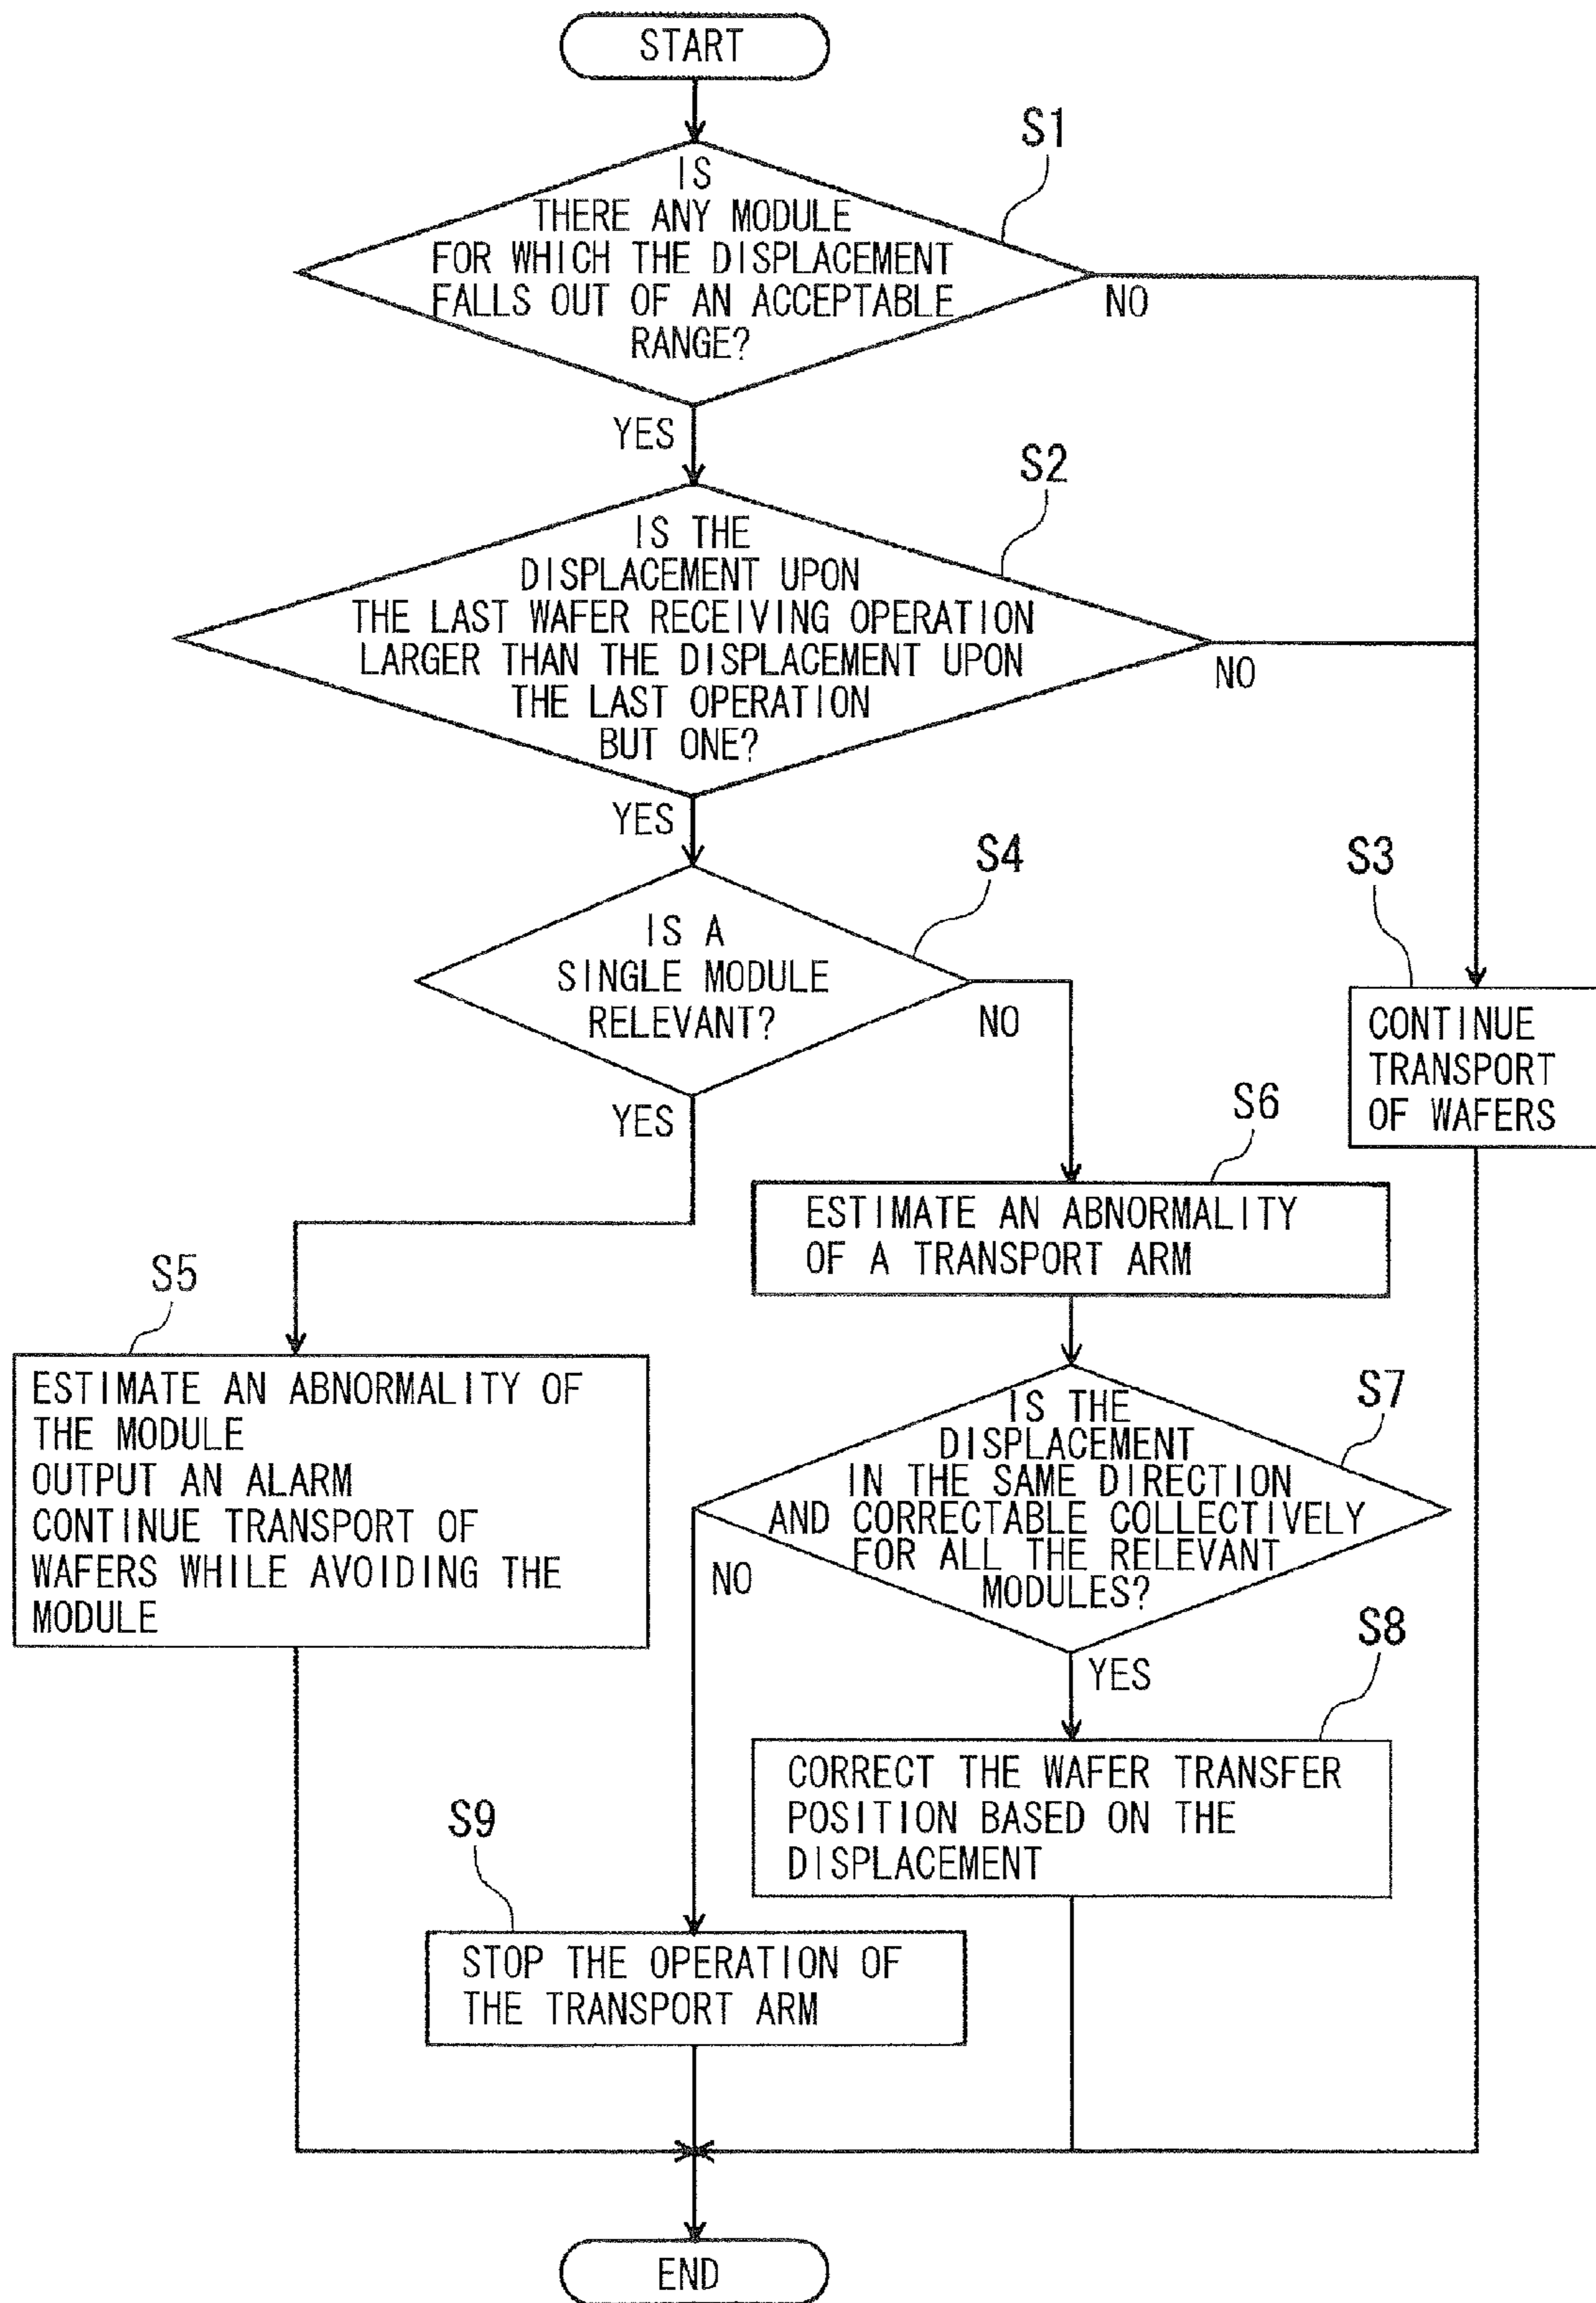 START
S1
IS
THERE ANY MODULE
FOR WHICH THE DISPLACEMENT
FALLS OUT OF AN ACCEPTABLE
RANGE?
NO
YES
S2
IS THE
DISPLACEMENT UPON
THE LAST WAFER RECEIVING OPERATION
LARGER THAN THE DISPLACEMENT UPON
THE LAST OPERATION
BUT ONE?
NO
YES
S4
IS A
SINGLE MODULE
RELEVANT?
NO
YES
S3
CONTINUE
TRANSPORT
OF WAFERS
S6
ESTIMATE AN ABNORMALITY
OF A TRANSPORT ARM
S5
ESTIMATE AN ABNORMALITY OF
THE MODULE
OUTPUT AN ALARM
CONTINUE TRANSPORT OF
WAFERS WHILE AVOIDING THE
MODULE
S7
IS THE
DISPLACEMENT
IN THE SAME DIRECTION
AND CORRECTABLE COLLECTIVELY
FOR ALL THE RELEVANT
MODULES?
NO
YES
S8
CORRECT THE WAFER TRANSFER
POSITION BASED ON THE
DISPLACEMENT
S9
STOP THE OPERATION OF
THE TRANSPORT ARM
END